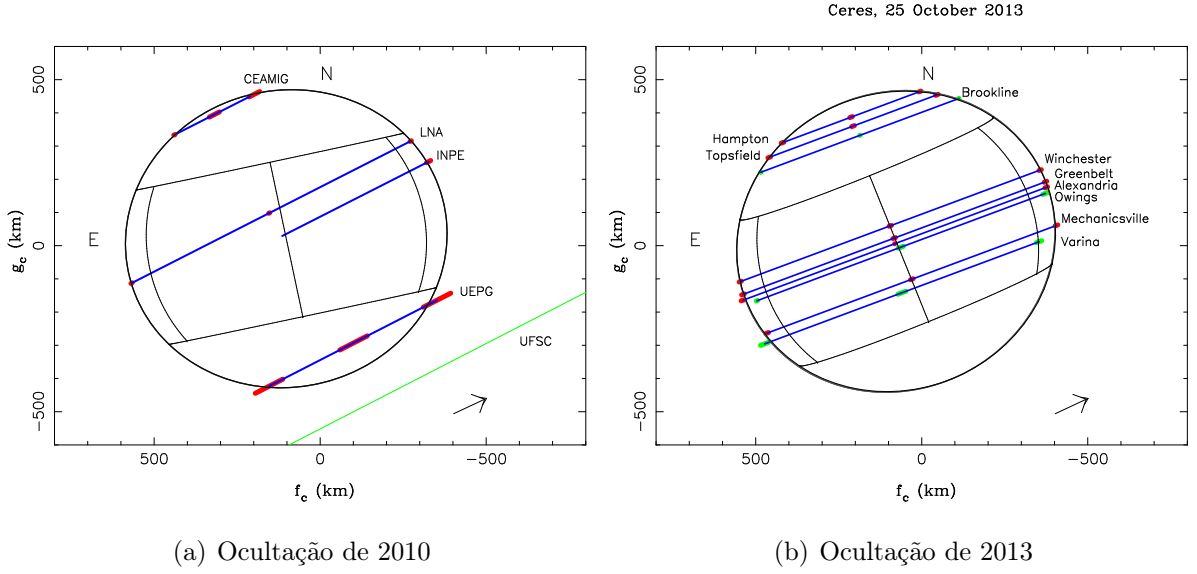 Ceres, 25 October 2013
500
0
−500
g_c (km)
N
E
CEAMIG
LNA
INPE
UEPG
UFSC
500
0
−500
f_c (km)
500
0
−500
g_c (km)
N
E
Brookline
Hampton
Topsfield
Winchester
Greenbelt
Alexandria
Owings
Mechanicsville
Varina
500
0
−500
f_c (km)
(a) Ocultação de 2010
(b) Ocultação de 2013